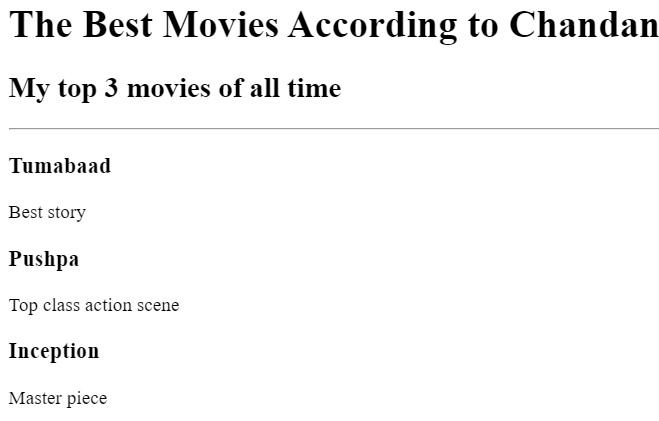 The Best Movies According to Chandan
My top 3 movies of all time
Tumabaad
Best story
Pushpa
Top class action scene
Inception
Master piece